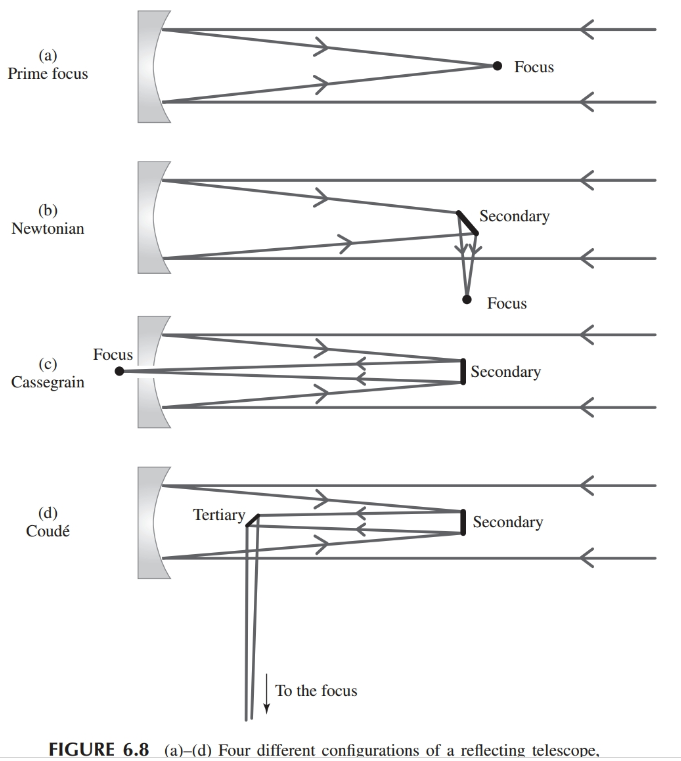 (a)
Prime focus
Focus
(b)
Newtonian
Secondary
Focus
Focus
(c)
Cassegrain
Secondary
(d)
Coudé
Tertiary
Secondary
To the focus
FIGURE 6.8 (a)–(d) Four different configurations of a reflecting telescope,